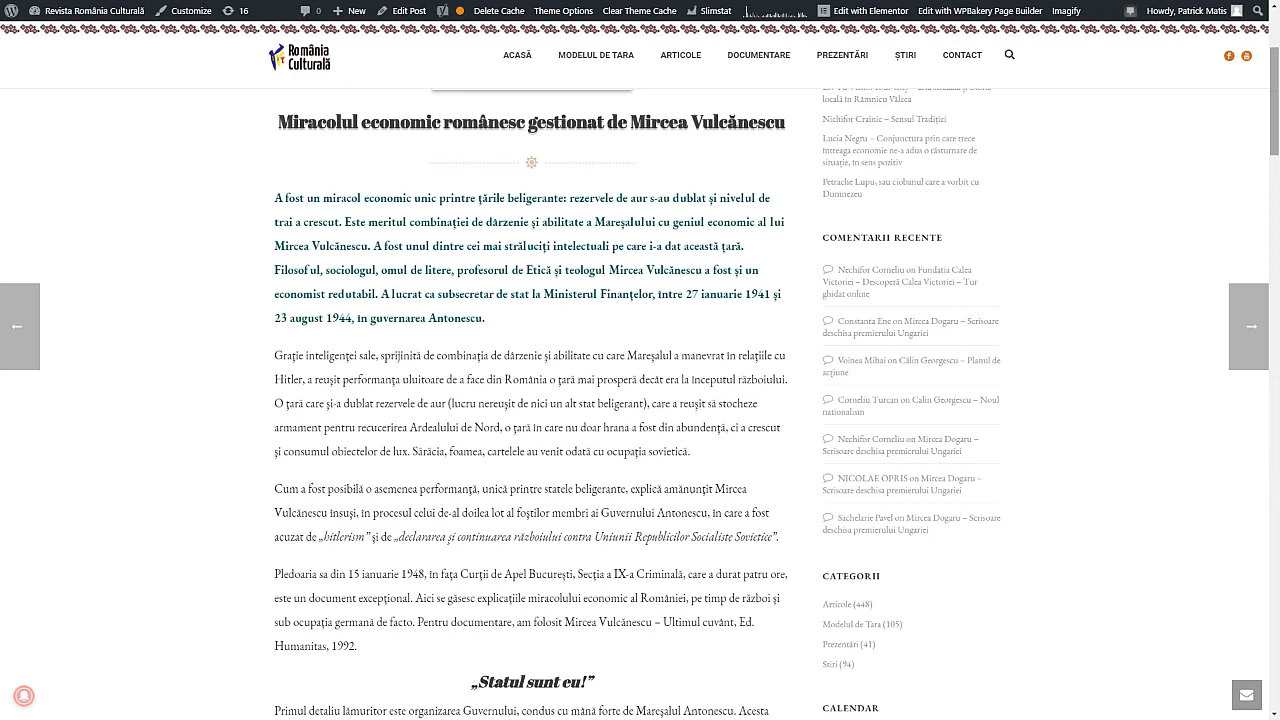 România Culturală
9
0
New
Customize
Edit Post
Delete Cache
Theme Options
Clear Theme Cache
Slimstat
Edit with Elementor
Edit with WPBakery Page Builder
Imagify
Howdy, Patrick Matis
România
Culturală
ACASĂ
MODELUL DE TARA
ARTICOLE
DOCUMENTARE
PREZENTĂRI
ȘTIRI
CONTACT
Miracolul economic românesc gestionat de Mircea Vulcănescu
A fost un miracol economic unic printre țările beligerante: rezervele de aur s-au dublat și nivelul de
trai a crescut. Este meritul combinației de dârzenie și abilitate a Mareșalului cu geniul economic al lui
Mircea Vulcănescu. A fost unul dintre cei mai străluciți intelectuali pe care i-a dat această țară.
Filosoful, sociologul, omul de litere, profesorul de Etică și teologul Mircea Vulcănescu a fost și un
economist redutabil. A lucrat ca subsecretar de stat la Ministerul Finanțelor, între 27 ianuarie 1941 și
23 august 1944, în guvernarea Antonescu.
Grație inteligenței sale, sprijinită de combinația de dârzenie și abilitate cu care Mareșalul a manevrat în relațiile cu
Hitler, a reușit performanța uluitoare de a face din România o țară mai prosperă decât era la începutul războiului.
O țară care și-a dublat rezervele de aur (lucru nereușit de nici un alt stat beligerant), care a reușit să stocheze
armament pentru recucerirea Ardealului de Nord, o țară în care nu doar hrana a fost din abundență, ci a crescut
și consumul obiectelor de lux. Sărăcia, foamea, cartelele au venit odată cu ocupația sovietică.
Cum a fost posibilă o asemenea performanță, unică printre statele beligerante, explică amănunțit Mircea
Vulcănescu însuși, în procesul celui de-al doilea lot al foștilor membri ai Guvernului Antonescu, în care a fost
acuzat de „hitlerism” și de „declararea și continuarea războiului contra Uniunii Republicilor Socialiste Sovietice”.
Pledoaria sa din 15 ianuarie 1948, în fața Curții de Apel București, Secția a IX-a Criminală, care a durat patru ore,
este un document excepțional. Aici se găsesc explicațiile miracolului economic al României, pe timp de război și
sub ocupația germană de facto. Pentru documentare, am folosit Mircea Vulcănescu – Ultimul cuvânt, Ed.
Humanitas, 1992.
„Statul sunt eu!”
Primul detaliu lămuritor este organizarea Guvernului, condus cu mână forte de Mareșalul Antonescu. Acesta
locală în Râmnicu Vâlcea
Nichifor Crainic – Sensul Tradiției
Lucia Negru – Conjunctura prin care trece
întreaga economie ne-a adus o răsturnare de
situație, în sens pozitiv
Petrache Lupu, sau ciobanul care a vorbit cu
Dumnezeu
COMENTARII RECENTE
Nechifor Corneliu on Fundatia Calea
Victoriei – Descoperă Calea Victoriei – Tur
ghidat online
Constanta Ene on Mircea Dogaru – Scrisoare
deschisa premierului Ungariei
Voinea Mihai on Călin Georgescu – Planul de
acțiune
Corneliu Turcan on Calin Georgescu – Noul
nationalism
Nechifor Corneliu on Mircea Dogaru –
Scrisoare deschisa premierului Ungariei
NICOLAE OPRIS on Mircea Dogaru –
Scrisoare deschisa premierului Ungariei
Sachelarie Pavel on Mircea Dogaru – Scrisoare
deschisa premierului Ungariei
CATEGORII
Articole (448)
Modelul de Tara (105)
Prezentări (41)
Stiri (94)
CALENDAR